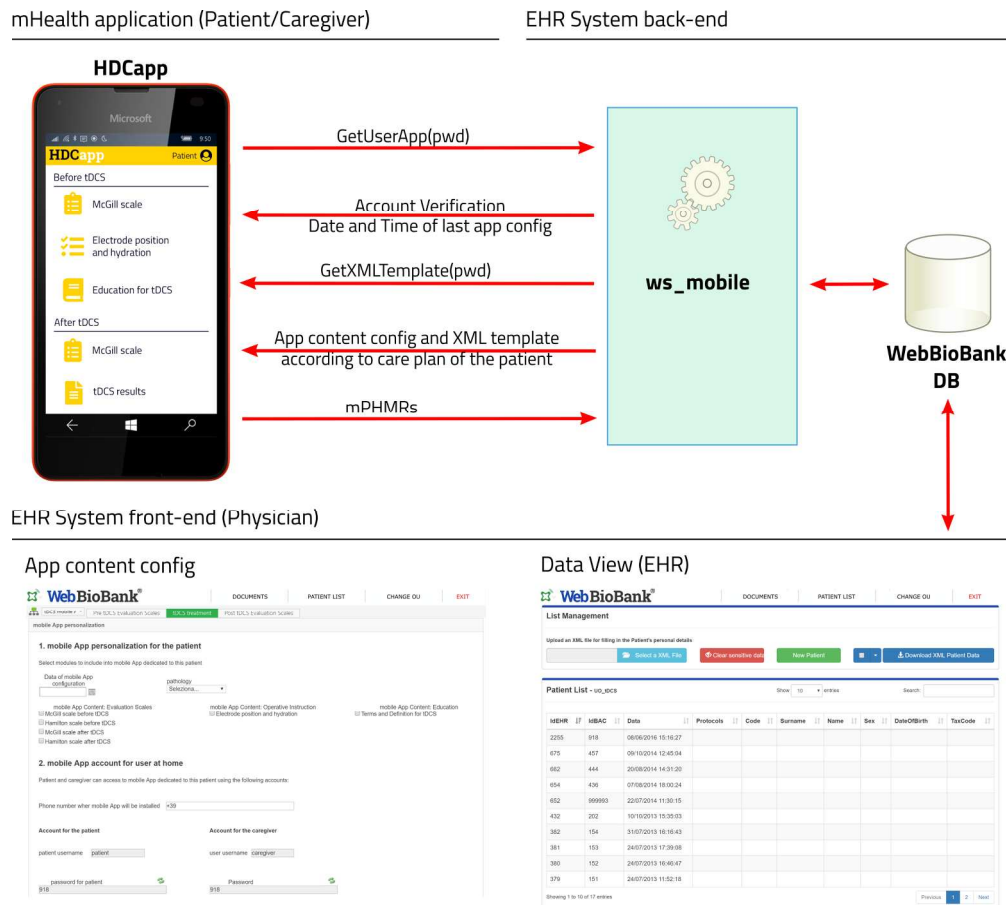 mHealth application (Patient/Caregiver)
EHR System back-end
HDCapp
Microsoft
9:50
HDCapp Patient
Before tDCS
McGill scale
Electrode position
and hydration
Education for tDCS
After tDCS
McGill scale
tDCS results
GetUserApp(pwd)
Account Verification
Date and Time of last app config
GetXMLTemplate(pwd)
App content config and XML template
according to care plan of the patient
mPHMRs
ws_mobile
WebBioBank
DB
EHR System front-end (Physician)
App content config
WebBioBank®
DOCUMENTS PATIENT LIST CHANGE OU EXIT
Pre tDCS Evaluation Scales tDCS treatment Post tDCS Evaluation Scales
mobile App personalization
1. mobile App personalization for the patient
Select modules to include into mobile App dedicated to this patient
Data of mobile App
configuration
pathology
Seleziona...
mobile App Content: Evaluation Scales
McGill scale before tDCS
Hamilton scale before tDCS
McGill scale after tDCS
Hamilton scale after tDCS
mobile App Content: Operative Instruction
Electrode position and hydration
mobile App Content: Education
Terms and Definition for tDCS
2. mobile App account for user at home
Patient and caregiver can access to mobile App dedicated to this patient using the following accounts:
Phone number wher mobile App will be installed +39
Account for the patient Account for the caregiver
patient username patient user username caregiver
password for patient Password
918 918
Data View (EHR)
WebBioBank®
DOCUMENTS PATIENT LIST CHANGE OU EXIT
List Management
Upload an XML file for filling in the Patient's personal details
Select a XML File Clear sensitive data New Patient Download XML Patient Data
Patient List - UO_tDCS Show 10 entries Search:
IdEHR IdBAC Data Protocols Code Surname Name Sex DateOfBirth TaxCode
2255 918 08/06/2016 15:16:27
675 457 09/10/2014 12:45:04
662 444 20/08/2014 14:31:20
654 436 07/08/2014 18:00:24
652 999993 22/07/2014 11:30:15
432 202 10/10/2013 15:35:03
382 154 31/07/2013 16:16:43
381 153 24/07/2013 17:39:08
380 152 24/07/2013 16:46:47
379 151 24/07/2013 11:52:18
Showing 1 to 10 of 17 entries Previous 1 2 Next